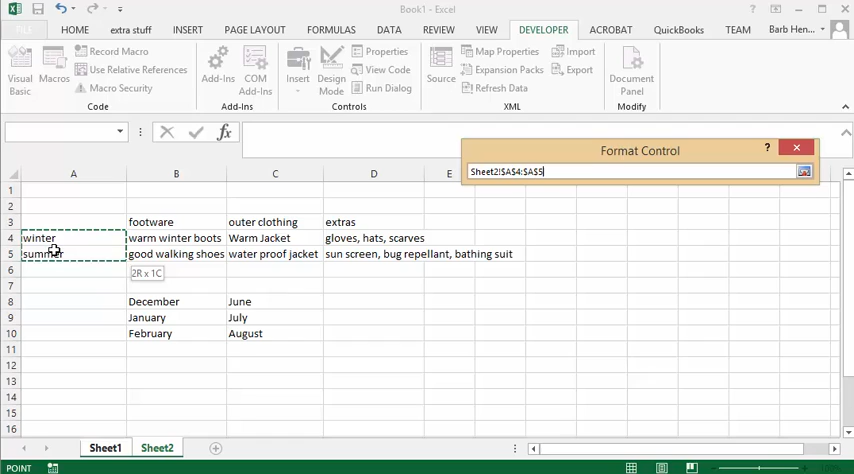 Book1 - Excel
?
FILE HOME extra stuff INSERT PAGE LAYOUT FORMULAS DATA REVIEW VIEW DEVELOPER ACROBAT QuickBooks TEAM Barb Hen...
Visual Basic
Macros
Record Macro
Use Relative References
Macro Security
Code
Add-Ins
COM Add-Ins
Add-Ins
Insert
Design Mode
Properties
View Code
Run Dialog
Controls
Source
Map Properties
Expansion Packs
Refresh Data
Import
Export
XML
Document Panel
Modify
fx
Format Control
?
Sheet2!$A$4:$A$5
A B C D E
1
2
3 footware outer clothing extras
4 winter warm winter boots Warm Jacket gloves, hats, scarves
5 summer good walking shoes water proof jacket sun screen, bug repellant, bathing suit
6 2R x 1C
7
8 December June
9 January July
10 February August
11
12
13
14
15
16
Sheet1 Sheet2
POINT 100%